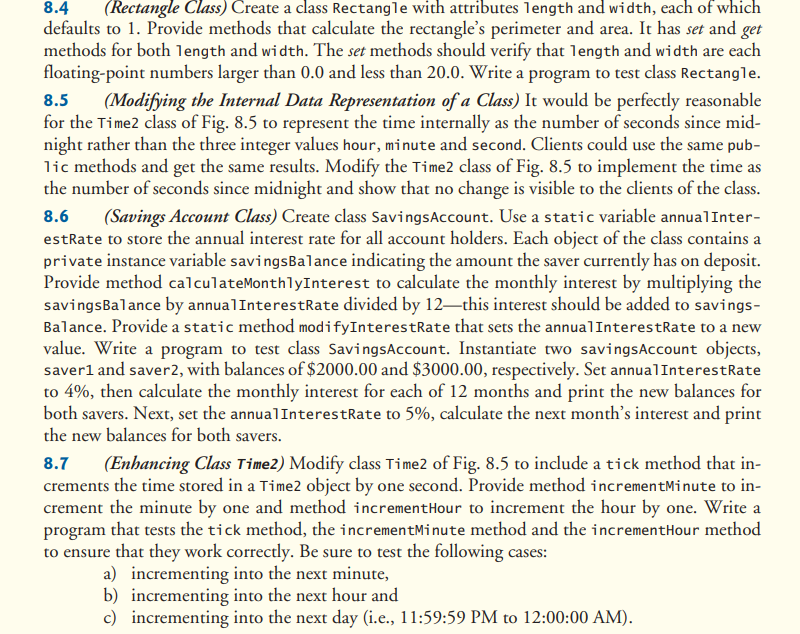 8.4 (Rectangle Class) Create a class Rectangle with attributes length and width, each of which
defaults to 1. Provide methods that calculate the rectangle's perimeter and area. It has set and get
methods for both length and width. The set methods should verify that length and width are each
floating-point numbers larger than 0.0 and less than 20.0. Write a program to test class Rectangle.
8.5 (Modifying the Internal Data Representation of a Class) It would be perfectly reasonable
for the Time2 class of Fig. 8.5 to represent the time internally as the number of seconds since mid-
night rather than the three integer values hour, minute and second. Clients could use the same pub-
lic methods and get the same results. Modify the Time2 class of Fig. 8.5 to implement the time as
the number of seconds since midnight and show that no change is visible to the clients of the class.
8.6 (Savings Account Class) Create class SavingsAccount. Use a static variable annualInter-
estRate to store the annual interest rate for all account holders. Each object of the class contains a
private instance variable savingsBalance indicating the amount the saver currently has on deposit.
Provide method calculateMonthlyInterest to calculate the monthly interest by multiplying the
savingsBalance by annualInterestRate divided by 12—this interest should be added to savings-
Balance. Provide a static method modifyInterestRate that sets the annualInterestRate to a new
value. Write a program to test class SavingsAccount. Instantiate two savingsAccount objects,
saver1 and saver2, with balances of $2000.00 and $3000.00, respectively. Set annualInterestRate
to 4%, then calculate the monthly interest for each of 12 months and print the new balances for
both savers. Next, set the annualInterestRate to 5%, calculate the next month's interest and print
the new balances for both savers.
8.7 (Enhancing Class Time2) Modify class Time2 of Fig. 8.5 to include a tick method that in-
crements the time stored in a Time2 object by one second. Provide method incrementMinute to in-
crement the minute by one and method incrementHour to increment the hour by one. Write a
program that tests the tick method, the incrementMinute method and the incrementHour method
to ensure that they work correctly. Be sure to test the following cases:
a) incrementing into the next minute,
b) incrementing into the next hour and
c) incrementing into the next day (i.e., 11:59:59 PM to 12:00:00 AM).